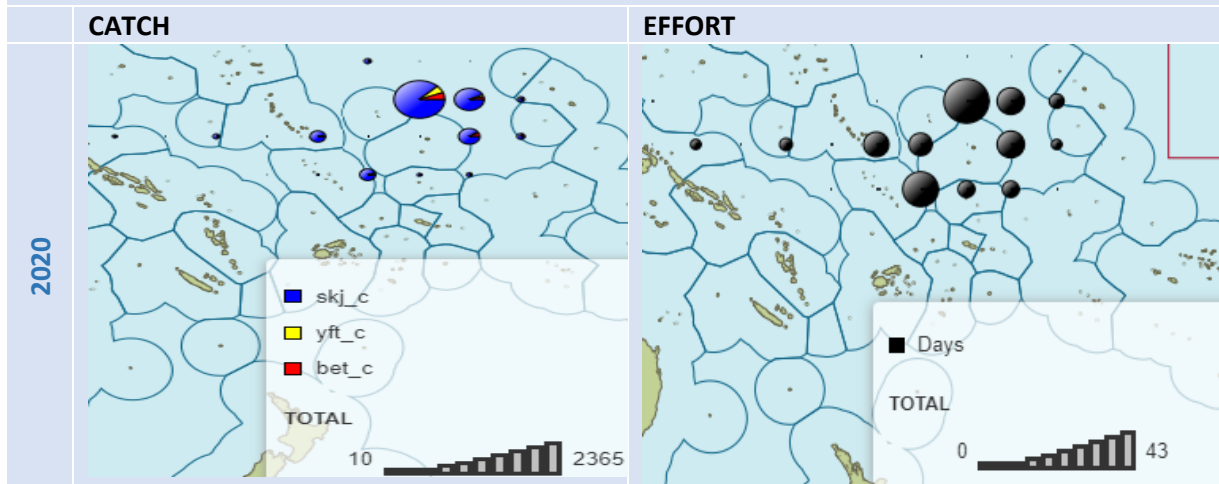 CATCH
EFFORT
2020
skj_c
yft_c
bet_c
TOTAL
10
2365
Days
TOTAL
0
43